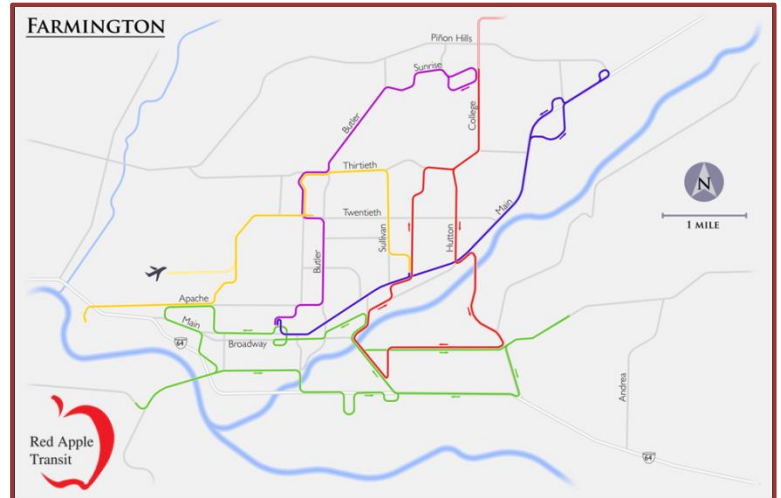 FARMINGTON
Piñon Hills
Sunrise
College
Butler
Thirtieth
Main
N
1 MILE
Twentieth
Sullivan
Hutton
Butler
Apache
Main
Broadway
64
Andrea
64
Red Apple
Transit